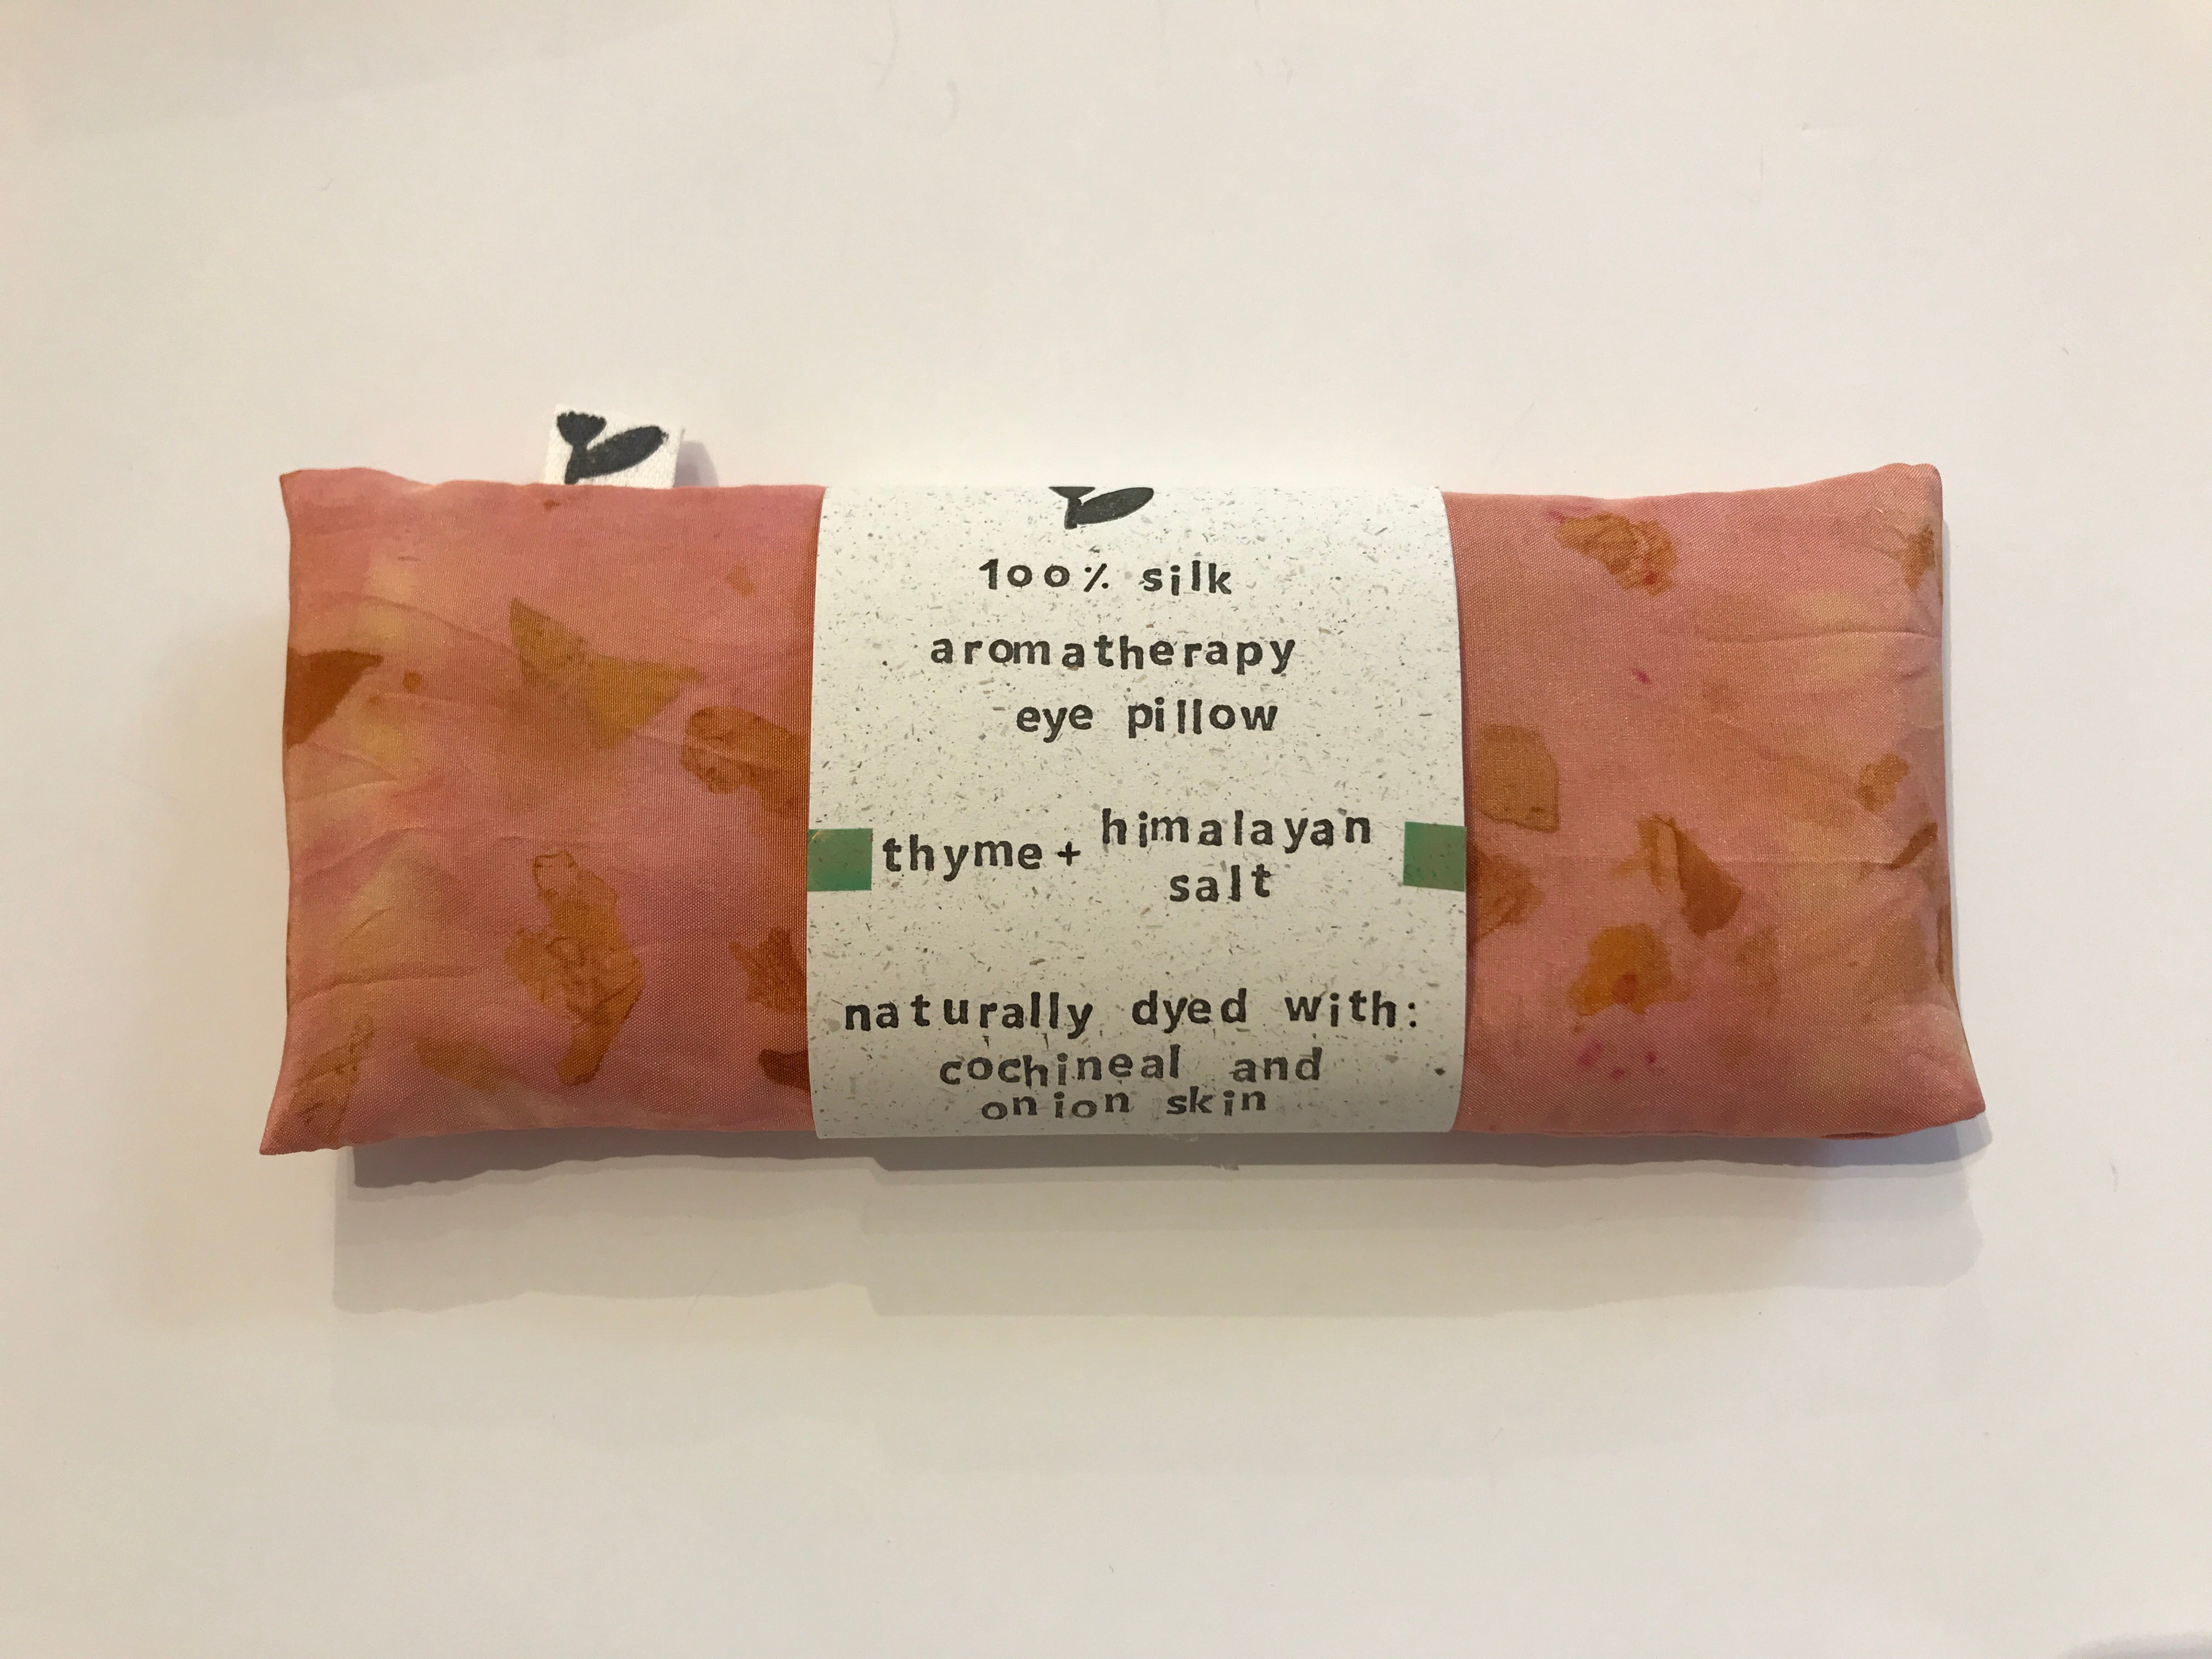 100% silk
aromatherapy
eye pillow
thyme + himalayan
salt
naturally dyed with:
cochineal and
onion skin